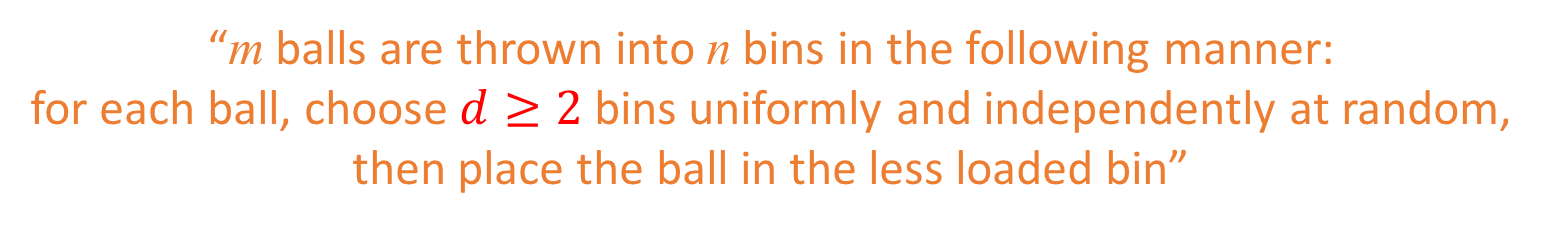 “m balls are thrown into n bins in the following manner:
for each ball, choose d ≥ 2 bins uniformly and independently at random,
then place the ball in the less loaded bin”